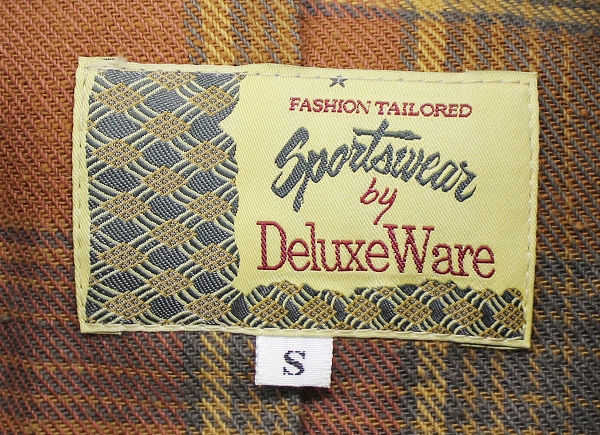 FASHION TAILORED
Sportswear
by
DeluxeWare
S